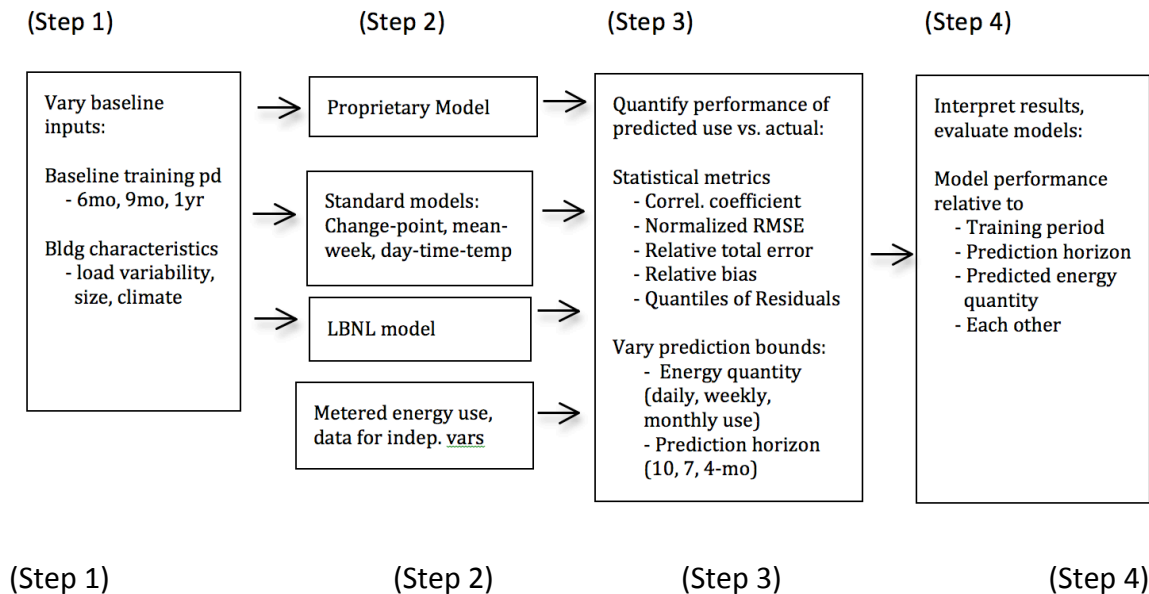 (Step 1)
(Step 2)
(Step 3)
(Step 4)
Vary baseline
inputs:
Baseline training pd
- 6mo, 9mo, 1yr
Bldg characteristics
- load variability,
size, climate
Proprietary Model
Standard models:
Change-point, mean-
week, day-time-temp
LBNL model
Metered energy use,
data for indep. vars
Quantify performance of
predicted use vs. actual:
Statistical metrics
- Correl. coefficient
- Normalized RMSE
- Relative total error
- Relative bias
- Quantiles of Residuals
Vary prediction bounds:
- Energy quantity
(daily, weekly,
monthly use)
- Prediction horizon
(10, 7, 4-mo)
Interpret results,
evaluate models:
Model performance
relative to
- Training period
- Prediction horizon
- Predicted energy
quantity
- Each other
(Step 1)
(Step 2)
(Step 3)
(Step 4)